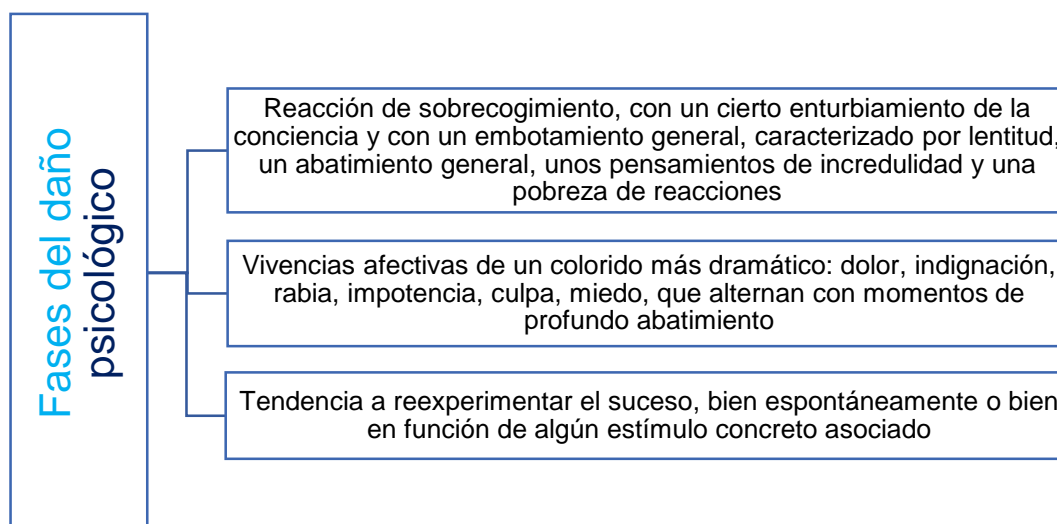 Fases del daño
psicológico
Reacción de sobrecogimiento, con un cierto enturbiamiento de la
conciencia y con un embotamiento general, caracterizado por lentitud,
un abatimiento general, unos pensamientos de incredulidad y una
pobreza de reacciones
Vivencias afectivas de un colorido más dramático: dolor, indignación,
rabia, impotencia, culpa, miedo, que alternan con momentos de
profundo abatimiento
Tendencia a reexperimentar el suceso, bien espontáneamente o bien
en función de algún estímulo concreto asociado